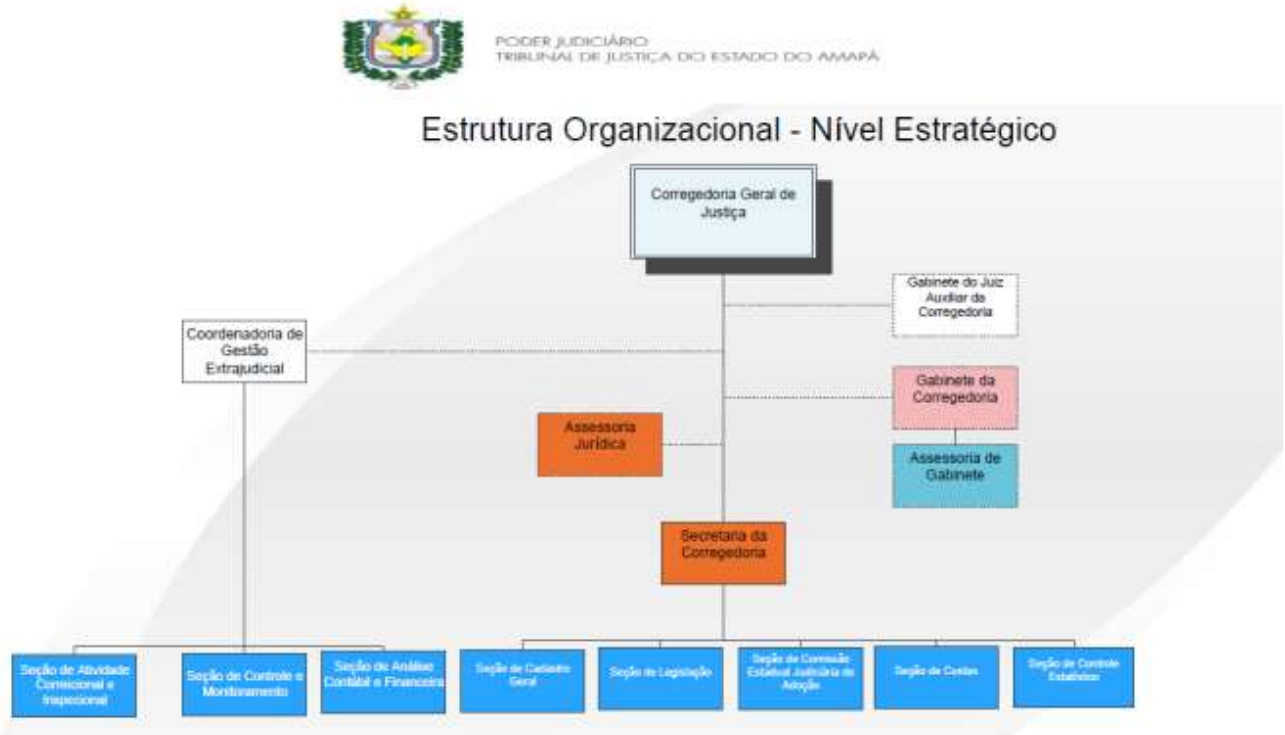 PODER JUDICIÁRIO
TRIBUNAL DE JUSTIÇA DO ESTADO DO AMAPÁ
Estrutura Organizacional - Nível Estratégico
Corregedoria Geral de
Justiça
Gabinete do Juiz
Auxiliar da
Corregedoria
Coordenadoria de
Gestão
Extrajudicial
Gabinete da
Corregedoria
Assessoria
Jurídica
Assessoria de
Gabinete
Secretaria da
Corregedoria
Seção de Atividade
Correicional e
Inspecional
Seção de Controle e
Monitoramento
Seção de Análise
Contábil e Financeira
Seção de Cadastro
Geral
Seção de Legislação
Seção de Comissão
Estadual Judiciária de
Adoção
Seção de Custas
Seção de Controle
Estatístico